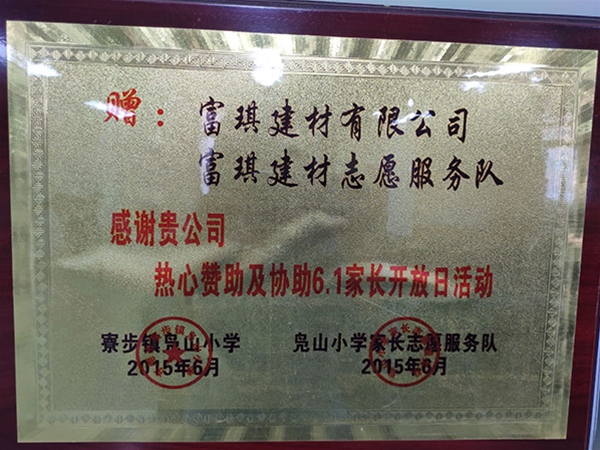 赠：富琪建材有限公司
富琪建材志愿服务队
感谢贵公司
热心赞助及协助6.1家长开放日活动
寮步镇凫山小学
2015年6月
凫山小学家长志愿服务队
2015年6月